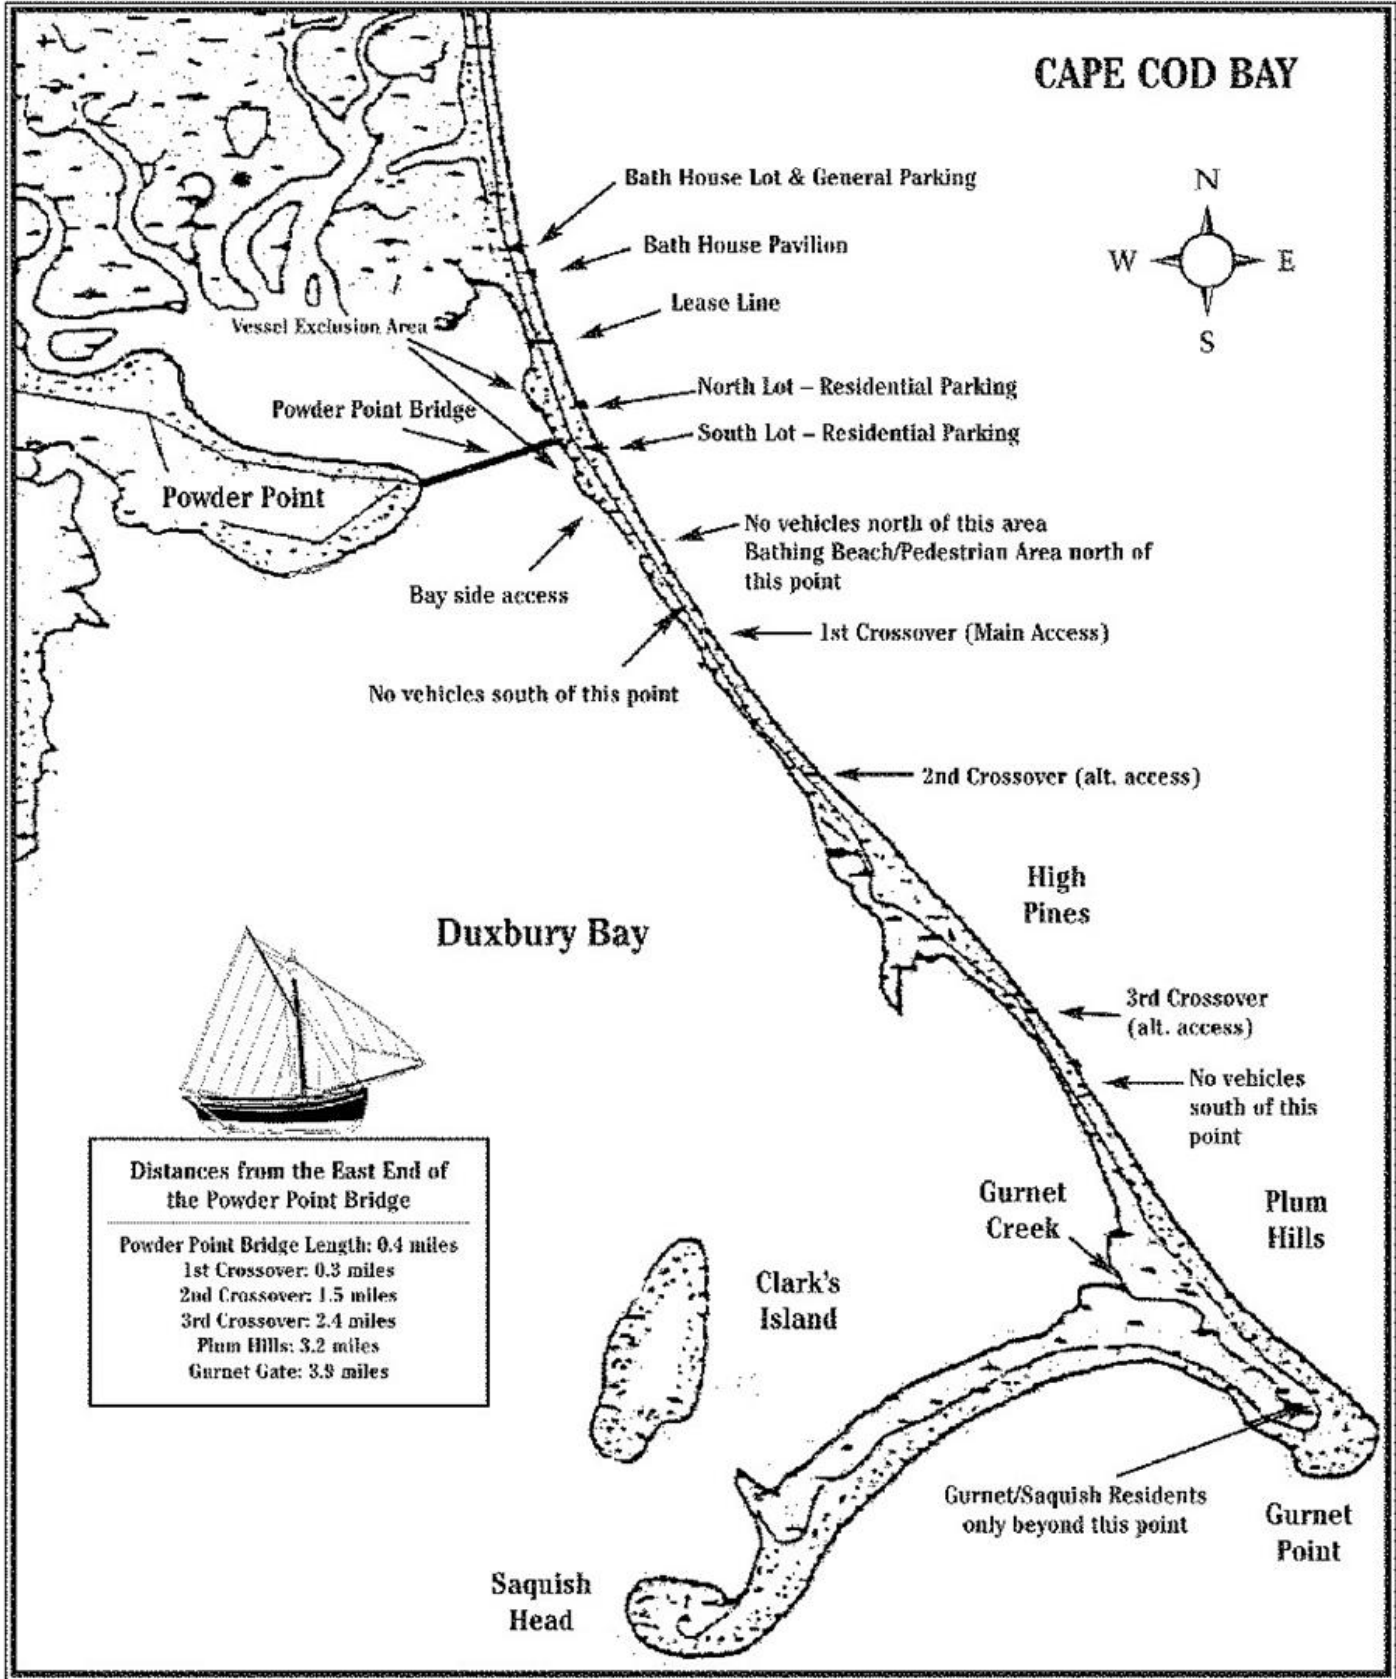 CAPE COD BAY
N
W
E
S
Bath House Lot & General Parking
Bath House Pavilion
Lease Line
Vessel Exclusion Area
North Lot – Residential Parking
Powder Point Bridge
South Lot – Residential Parking
Powder Point
No vehicles north of this area
Bathing Beach/Pedestrian Area north of
this point
Bay side access
1st Crossover (Main Access)
No vehicles south of this point
2nd Crossover (alt. access)
High
Pines
Duxbury Bay
3rd Crossover
(alt. access)
No vehicles
south of this
point
Distances from the East End of
the Powder Point Bridge
Powder Point Bridge Length: 0.4 miles
1st Crossover: 0.3 miles
2nd Crossover: 1.5 miles
3rd Crossover: 2.4 miles
Plum Hills: 3.2 miles
Gurnet Gate: 3.9 miles
Gurnet
Creek
Plum
Hills
Clark's
Island
Gurnet/Saquish Residents
only beyond this point
Gurnet
Point
Saquish
Head